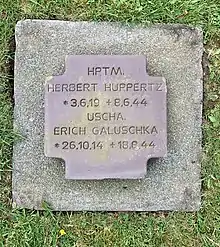 HPTM.
HERBERT HUPPERTZ
*3.6.19 +8.6.44
USCHA.
ERICH GALUSCHKA
*26.10.14 +18.8.44